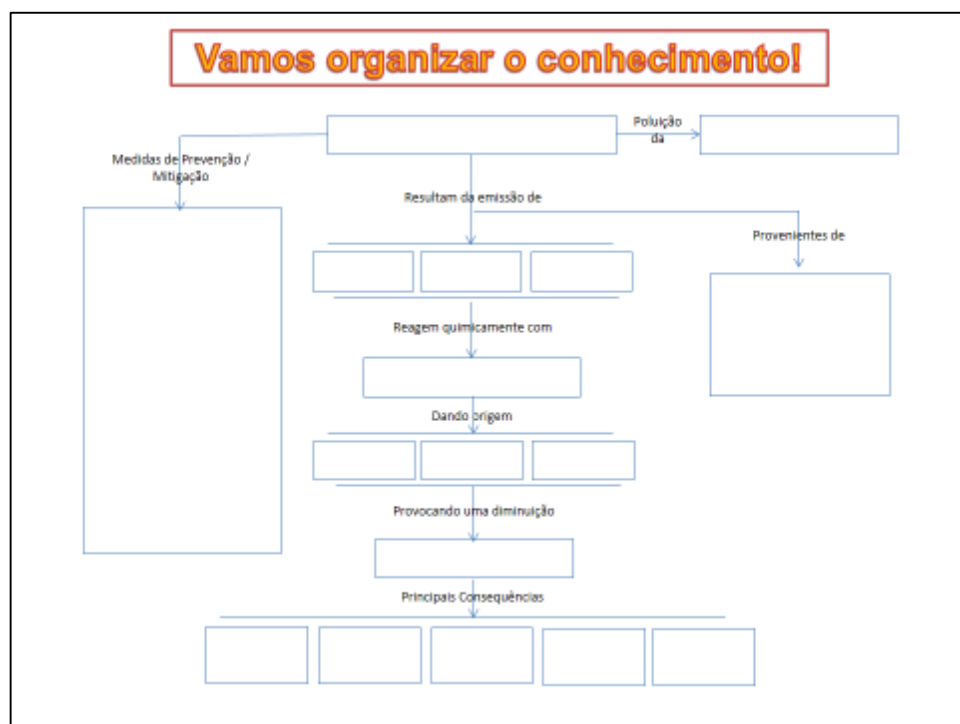 Vamos organizar o conhecimento!
Poluição
da
Medidas de Prevenção /
Mitigação
Resultam da emissão de
Provenientes de
Reagem quimicamente com
Dando origem
Provocando uma diminuição
Principais Consequências